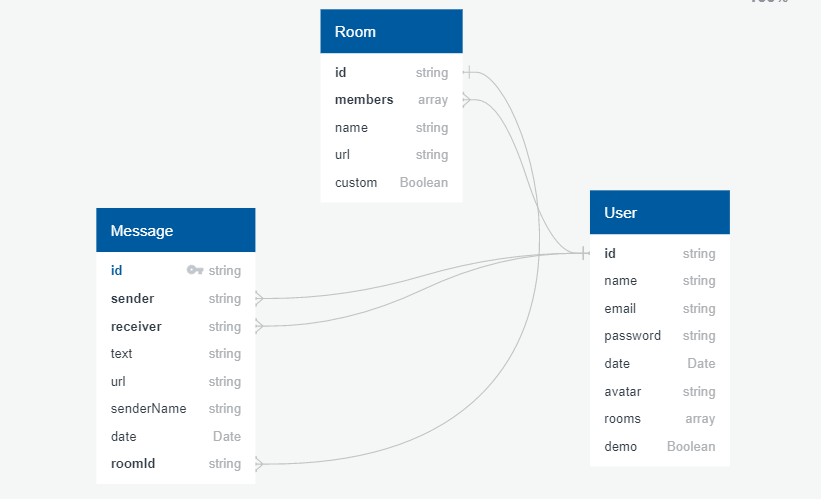 Room
id string
members array
name string
url string
custom Boolean
Message
id string
sender string
receiver string
text string
url string
senderName string
date Date
roomId string
User
id string
name string
email string
password string
date Date
avatar string
rooms array
demo Boolean